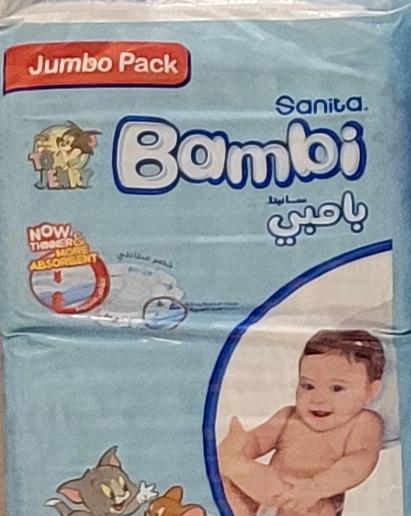 Jumbo Pack
Sanita
Bambi
سانيتا
بامبي
TOM
JERRY
NOW
THINNER &
MORE
ABSORBENT